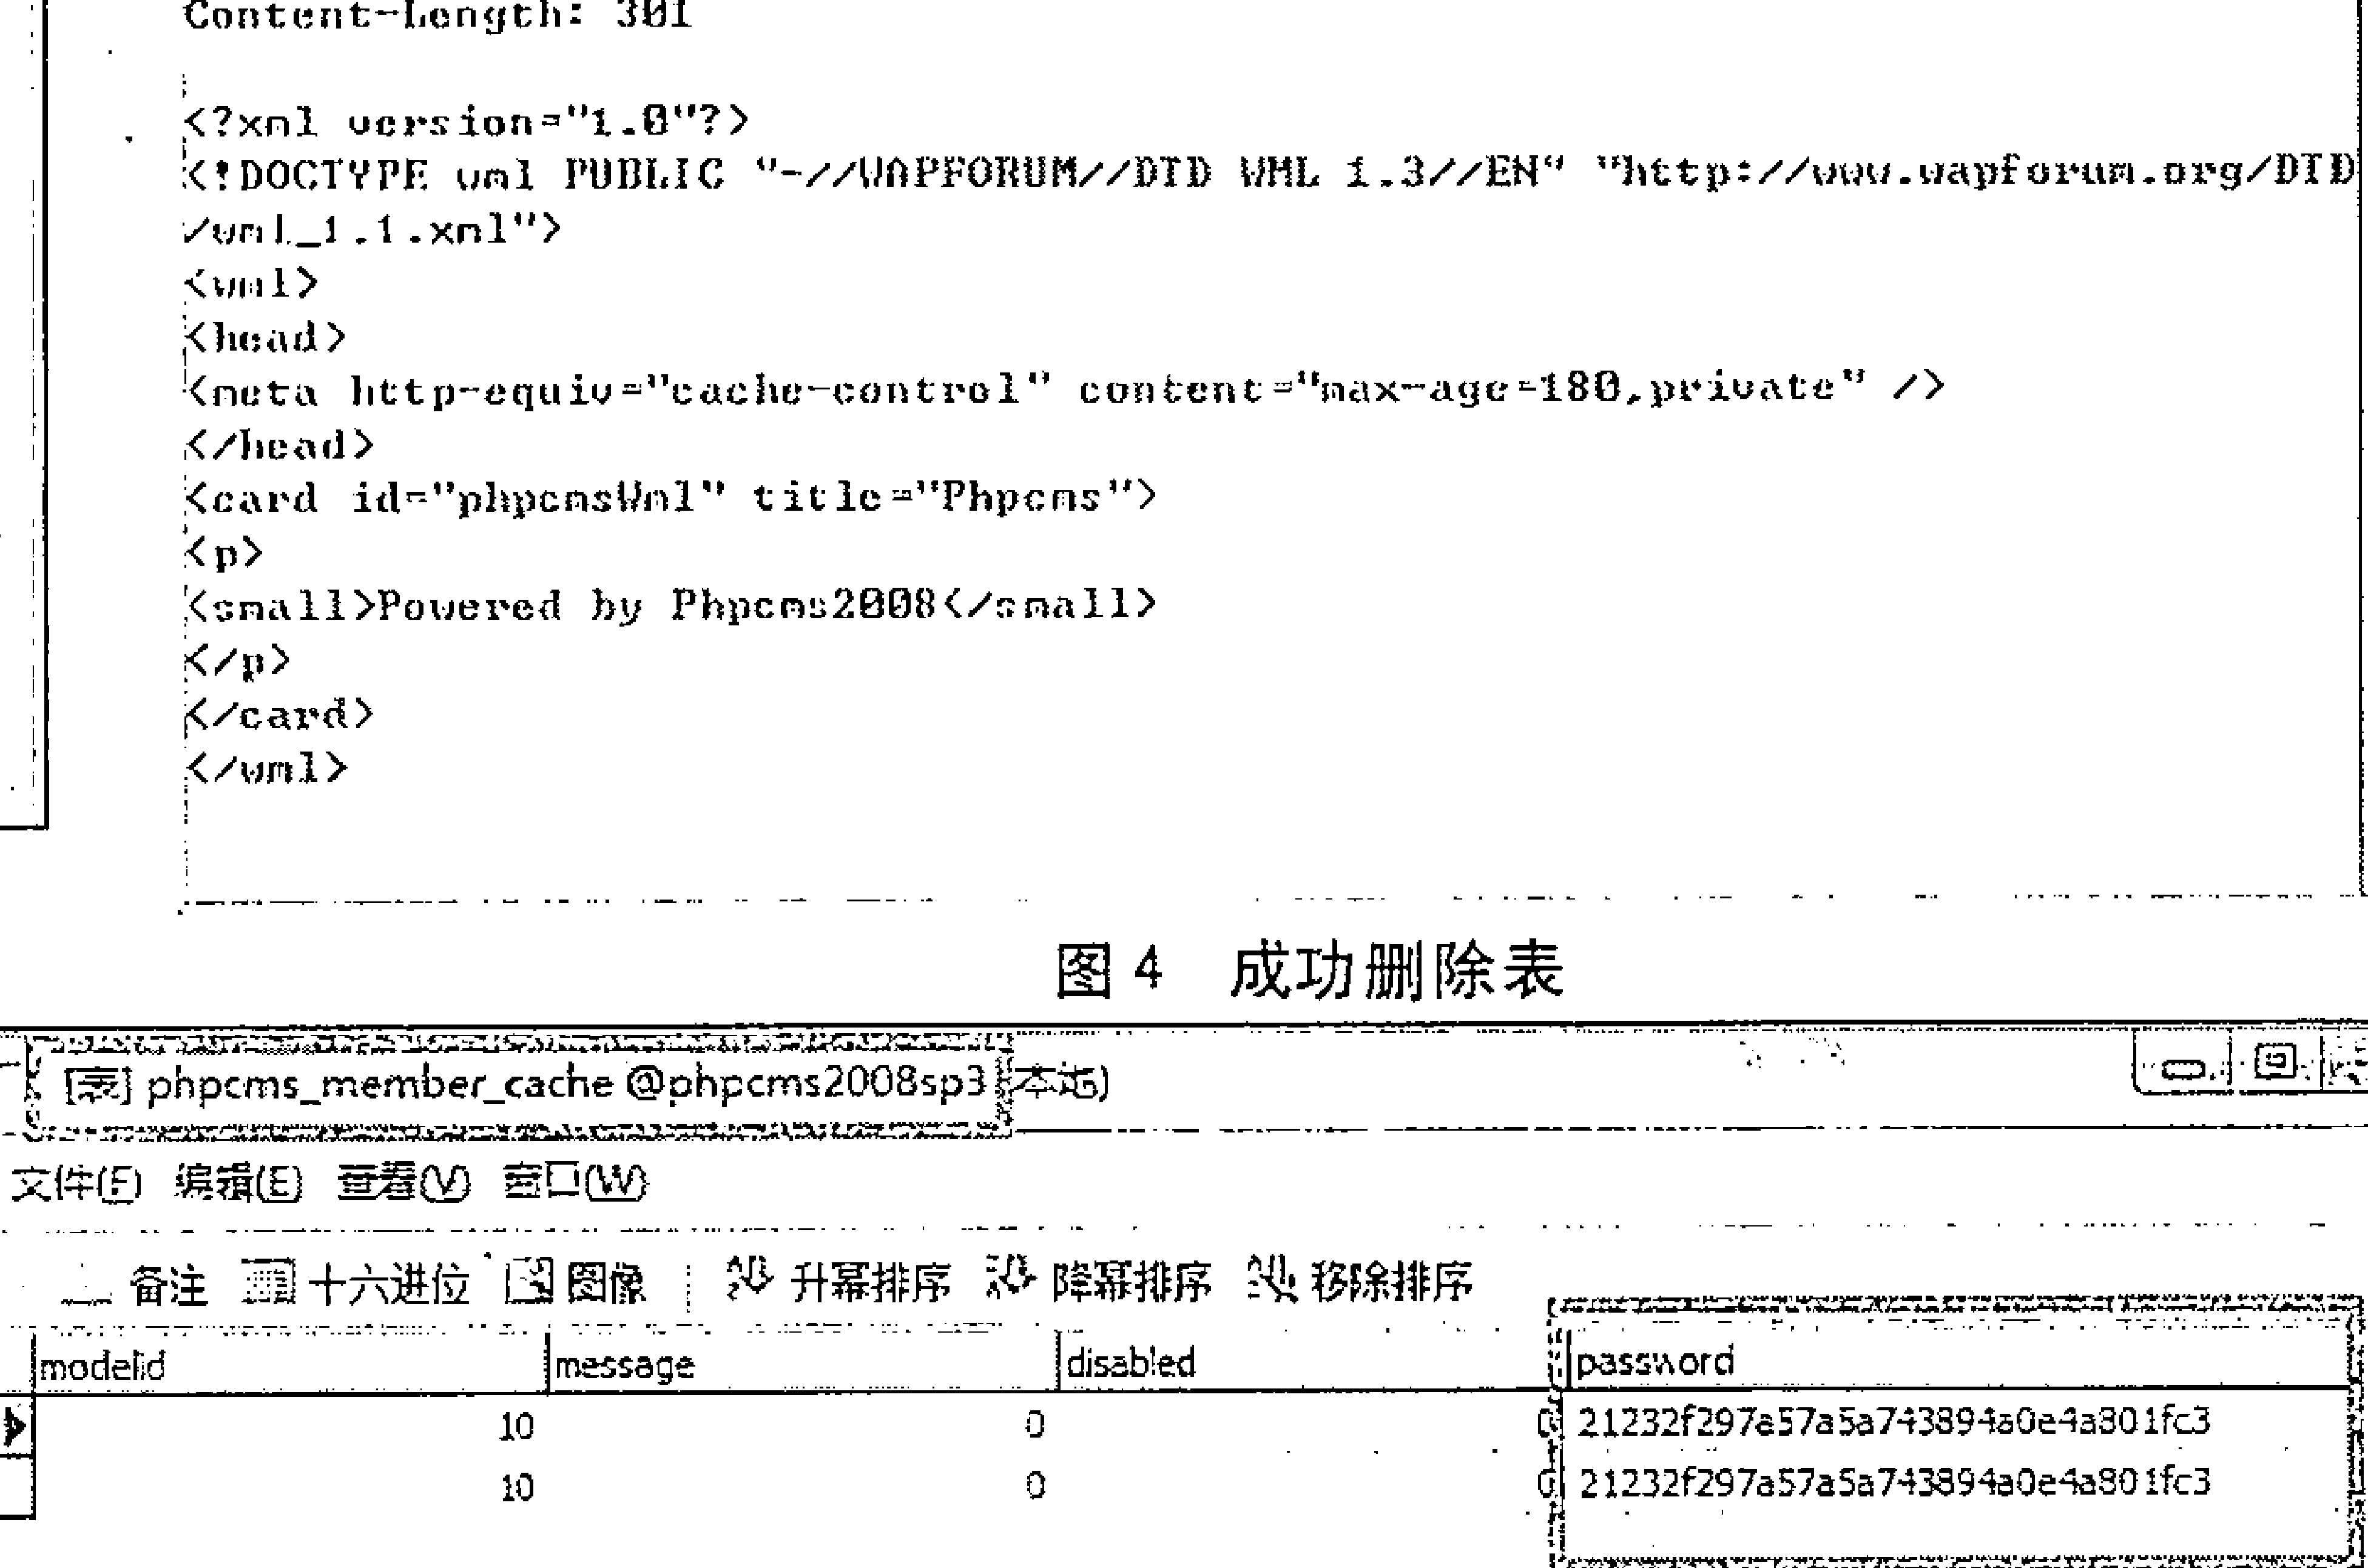 Content-Length: 301
<?xml version="1.0"?>
<!DOCTYPE wml PUBLIC "-//WAPFORUM//DTD WML 1.3//EN" "http://www.wapforum.org/DTD
/wml_1.1.xml">
<wml>
<head>
<meta http-equiv="cache-control" content="max-age=180,private" />
</head>
<card id="phpcmsWml" title="Phpcms">
<p>
<small>Powered by Phpcms2008</small>
</p>
</card>
</wml>
图 4 成功删除表
[表] phpcms_member_cache @phpcms2008sp3 (本站)
文件(F) 编辑(E) 查看(V) 窗口(W)
备注 十六进位 图像 升幂排序 降幂排序 移除排序
modelid message disabled password
10 0 0 21232f297a57a5a743894a0e4a801fc3
10 0 0 21232f297a57a5a743894a0e4a801fc3